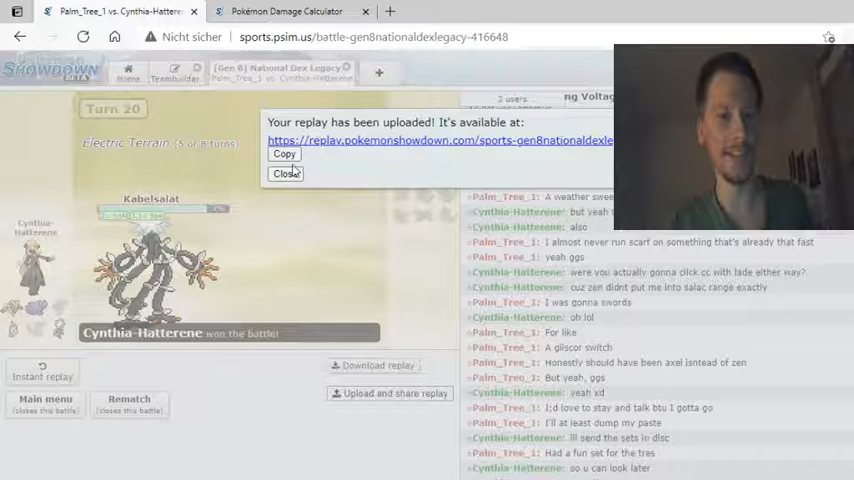 Palm_Tree_1 vs. Cynthia-Hattere
Pokémon Damage Calculator
Nicht sicher
sports.psim.us/battle-gen8nationaldexlegacy-416648
SHOWDOWN
BETA
Home
Teambuilder
[Gen 8] National Dex Legacy
Palm_Tree_1 vs. Cynthia-Hatterene
Turn 20
3 users
ng Voltag
Your replay has been uploaded! It's available at:
https://replay.pokemonshowdown.com/sports-gen8nationaldexle
Copy
Close
Electric Terrain (5 or 8 turns)
Kabelsalat
Cynthia-
Hatterene
Cynthia-Hatterene won the battle!
Palm_Tree_1: A weather swee
Cynthia-Hatterene: but yeah
Cynthia-Hatterene: also
Palm_Tree_1: I almost never run scarf on something that's already that fast
Palm_Tree_1: yeah ggs
Cynthia-Hatterene: were you actually gonna click cc with lade either way?
Cynthia-Hatterene: cuz zen didnt put me into salac range exactly
Palm_Tree_1: I was gonna swords
Cynthia-Hatterene: oh lol
Palm_Tree_1: For like
Palm_Tree_1: A gliscor switch
Palm_Tree_1: Honestly should have been axel isntead of zen
Palm_Tree_1: But yeah, ggs
Cynthia-Hatterene: yeah xd
Palm_Tree_1: I;d love to stay and talk btu I gotta go
Palm_Tree_1: I'll at least dump my paste
Cynthia-Hatterene: ill send the sets in disc
Palm_Tree_1: Had a fun set for the tres
Cynthia-Hatterene: so u can look later
Instant replay
Download replay
Upload and share replay
Main menu
(closes this battle)
Rematch
(closes this battle)